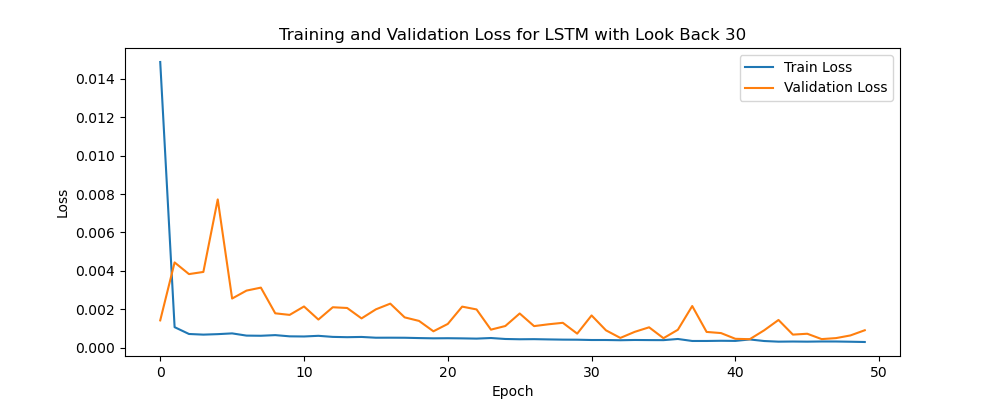 Training and Validation Loss for LSTM with Look Back 30
Train Loss
Validation Loss
0.014
0.012
0.010
0.008
0.006
0.004
0.002
0.000
Loss
0
10
20
30
40
50
Epoch